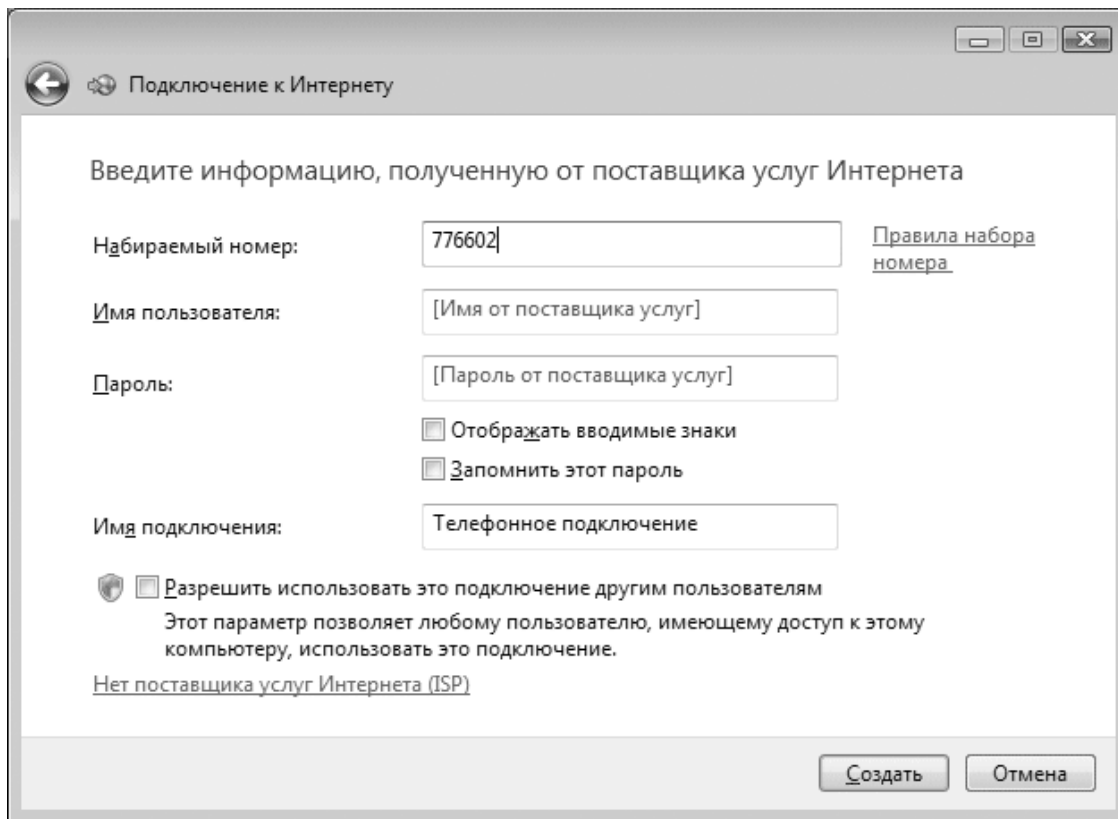 Подключение к Интернету
Введите информацию, полученную от поставщика услуг Интернета
Набираемый номер:
776602
Правила набора
номера
Имя пользователя:
[Имя от поставщика услуг]
Пароль:
[Пароль от поставщика услуг]
Отображать вводимые знаки
Запомнить этот пароль
Имя подключения:
Телефонное подключение
Разрешить использовать это подключение другим пользователям
Этот параметр позволяет любому пользователю, имеющему доступ к этому
компьютеру, использовать это подключение.
Нет поставщика услуг Интернета (ISP)
Создать
Отмена